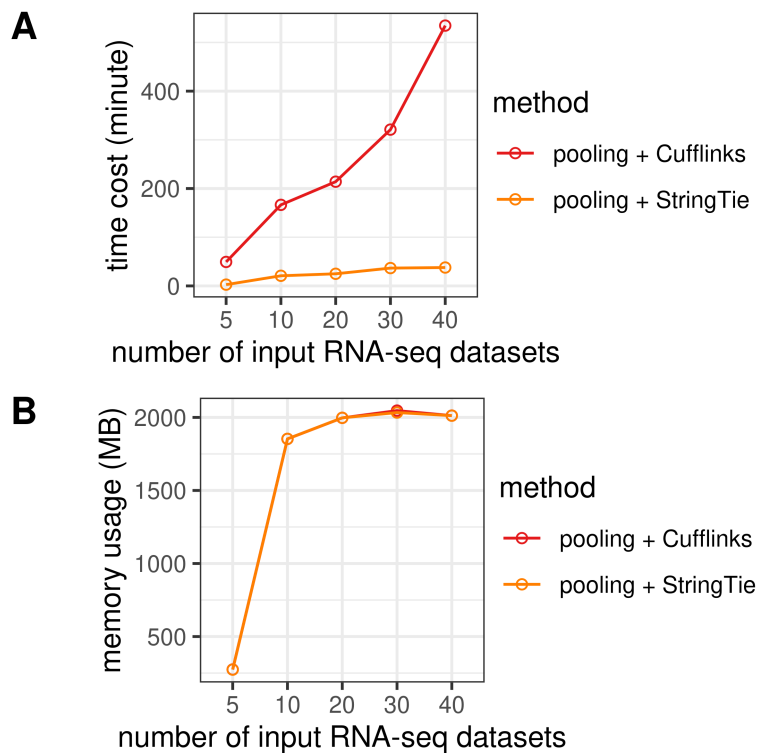 A
time cost (minute)
400
200
0
5 10 20 30 40
number of input RNA-seq datasets
method
pooling + Cufflinks
pooling + StringTie
B
memory usage (MB)
2000
1500
1000
500
5 10 20 30 40
number of input RNA-seq datasets
method
pooling + Cufflinks
pooling + StringTie